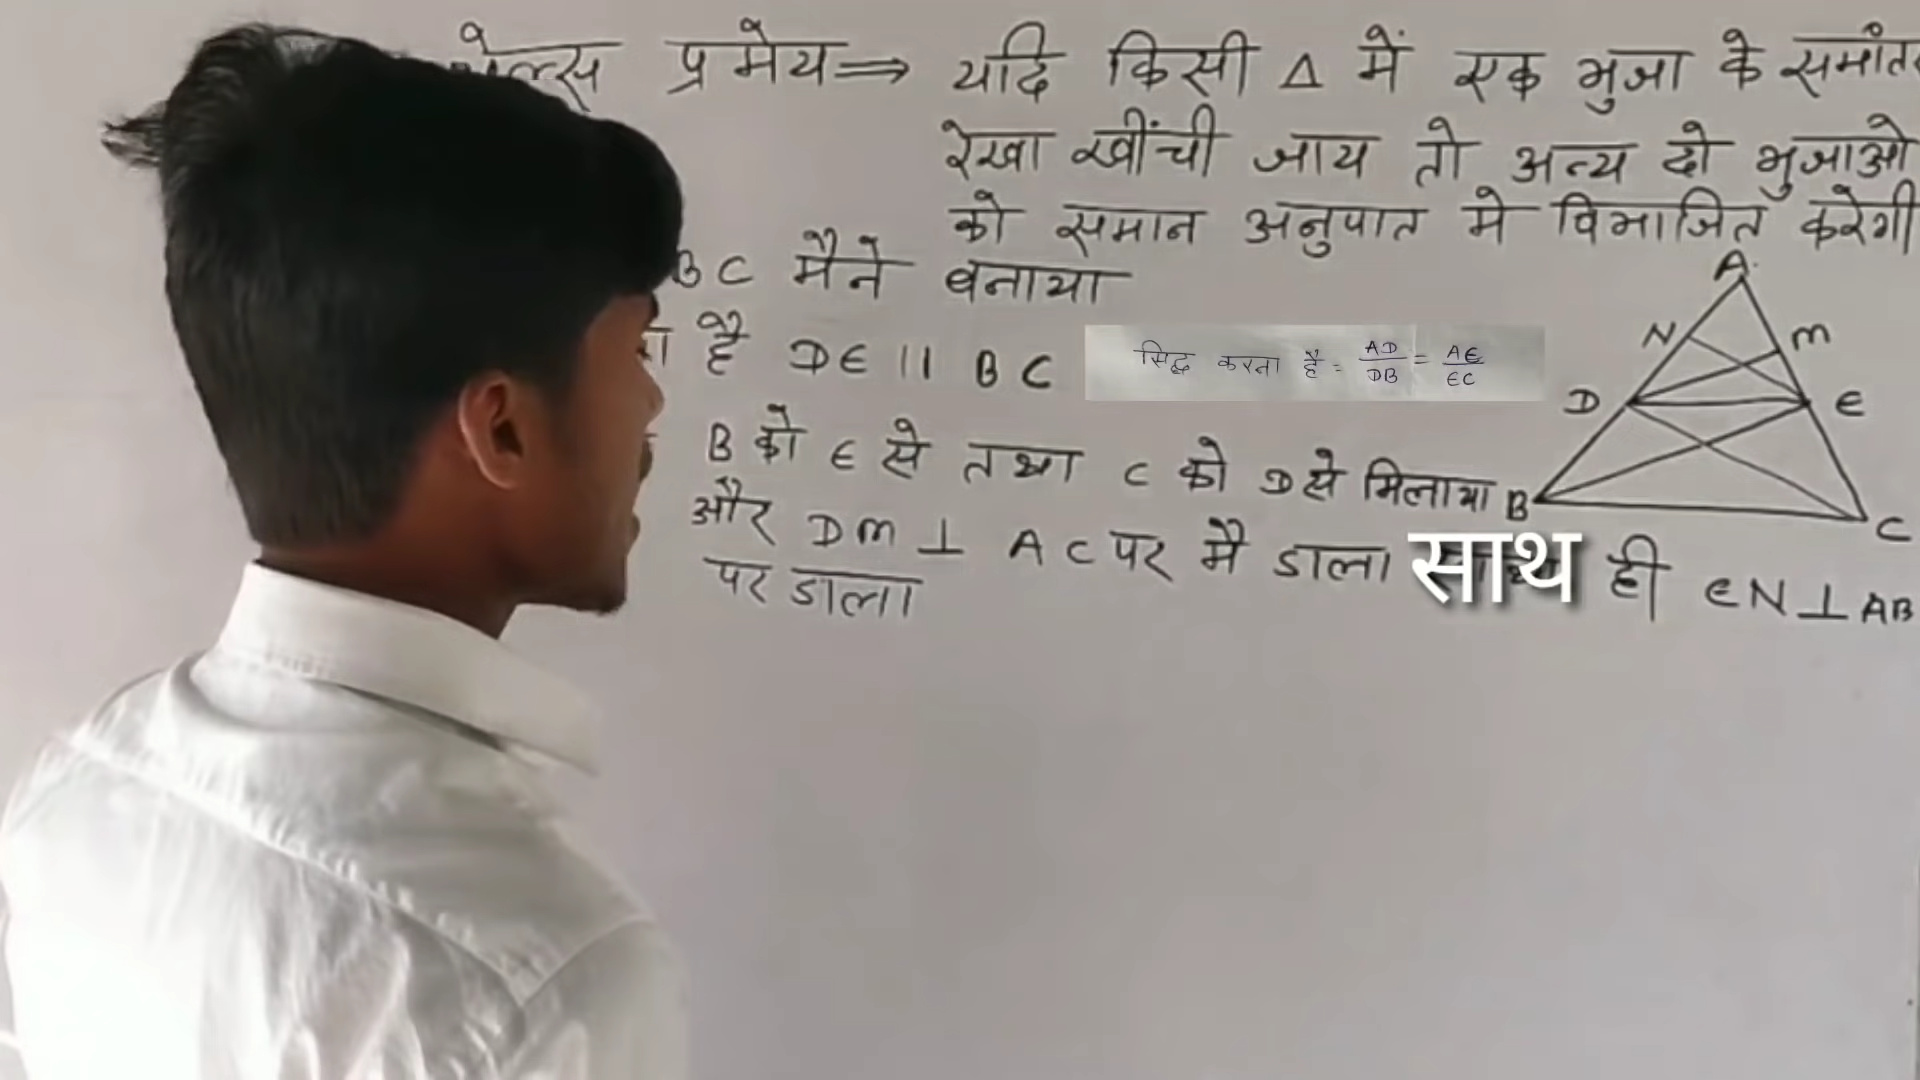 थेल्स प्रमेय ⇒ यदि किसी Δ में एक भुजा के समांतर
रेखा खींची जाय तो अन्य दो भुजाओ
को समान अनुपात मे विभाजित करेगी
BC मैने बनाया
है DE || BC
सिद्ध करना है = AD/DB = AE/EC
B को E से तथा C को D से मिलाया
और DM ⊥ AC पर मै डाला साथ ही EN ⊥ AB
पर डाला
A
N
M
D
E
B
C